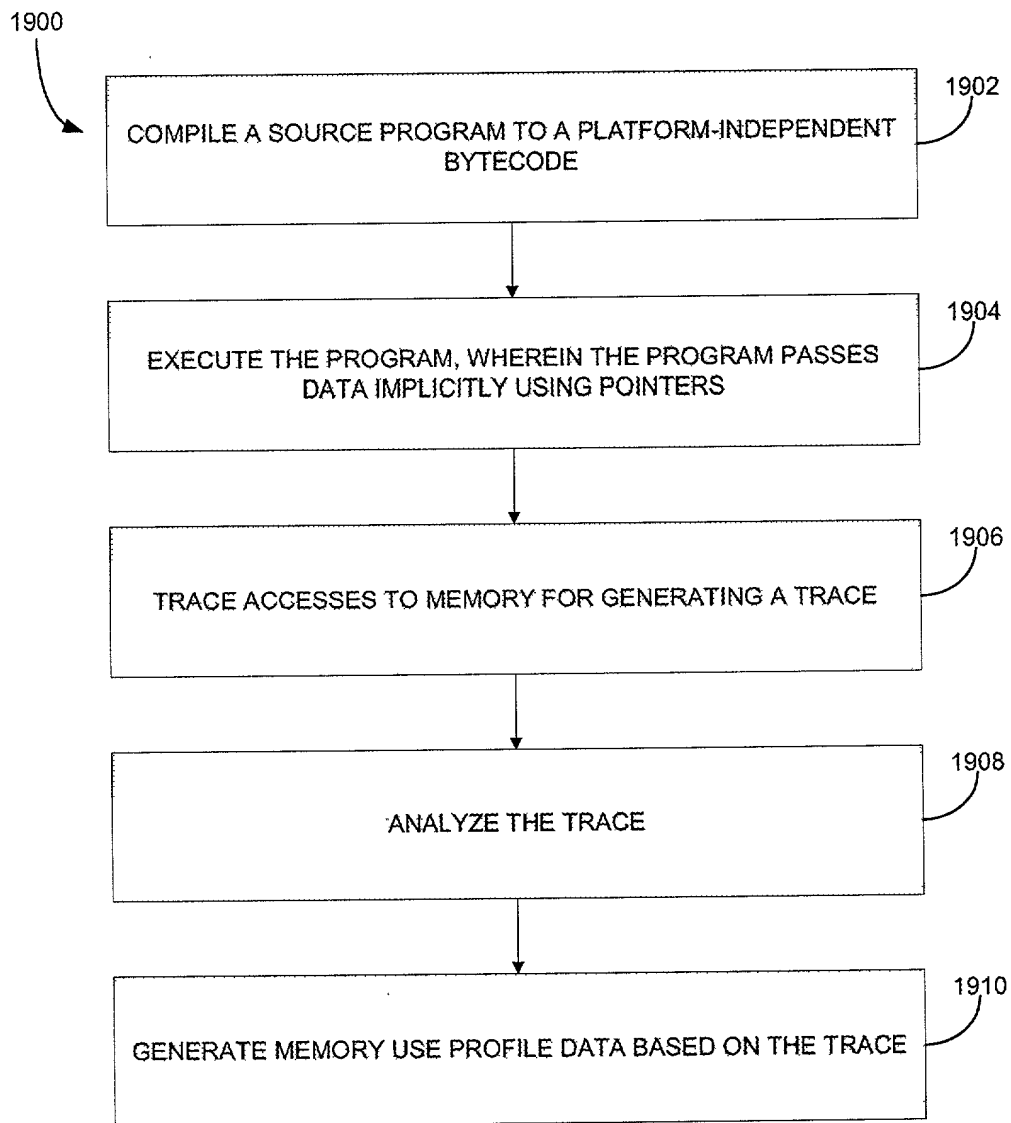 1900
1902
COMPILE A SOURCE PROGRAM TO A PLATFORM-INDEPENDENT
BYTECODE
1904
EXECUTE THE PROGRAM, WHEREIN THE PROGRAM PASSES
DATA IMPLICITLY USING POINTERS
1906
TRACE ACCESSES TO MEMORY FOR GENERATING A TRACE
1908
ANALYZE THE TRACE
1910
GENERATE MEMORY USE PROFILE DATA BASED ON THE TRACE